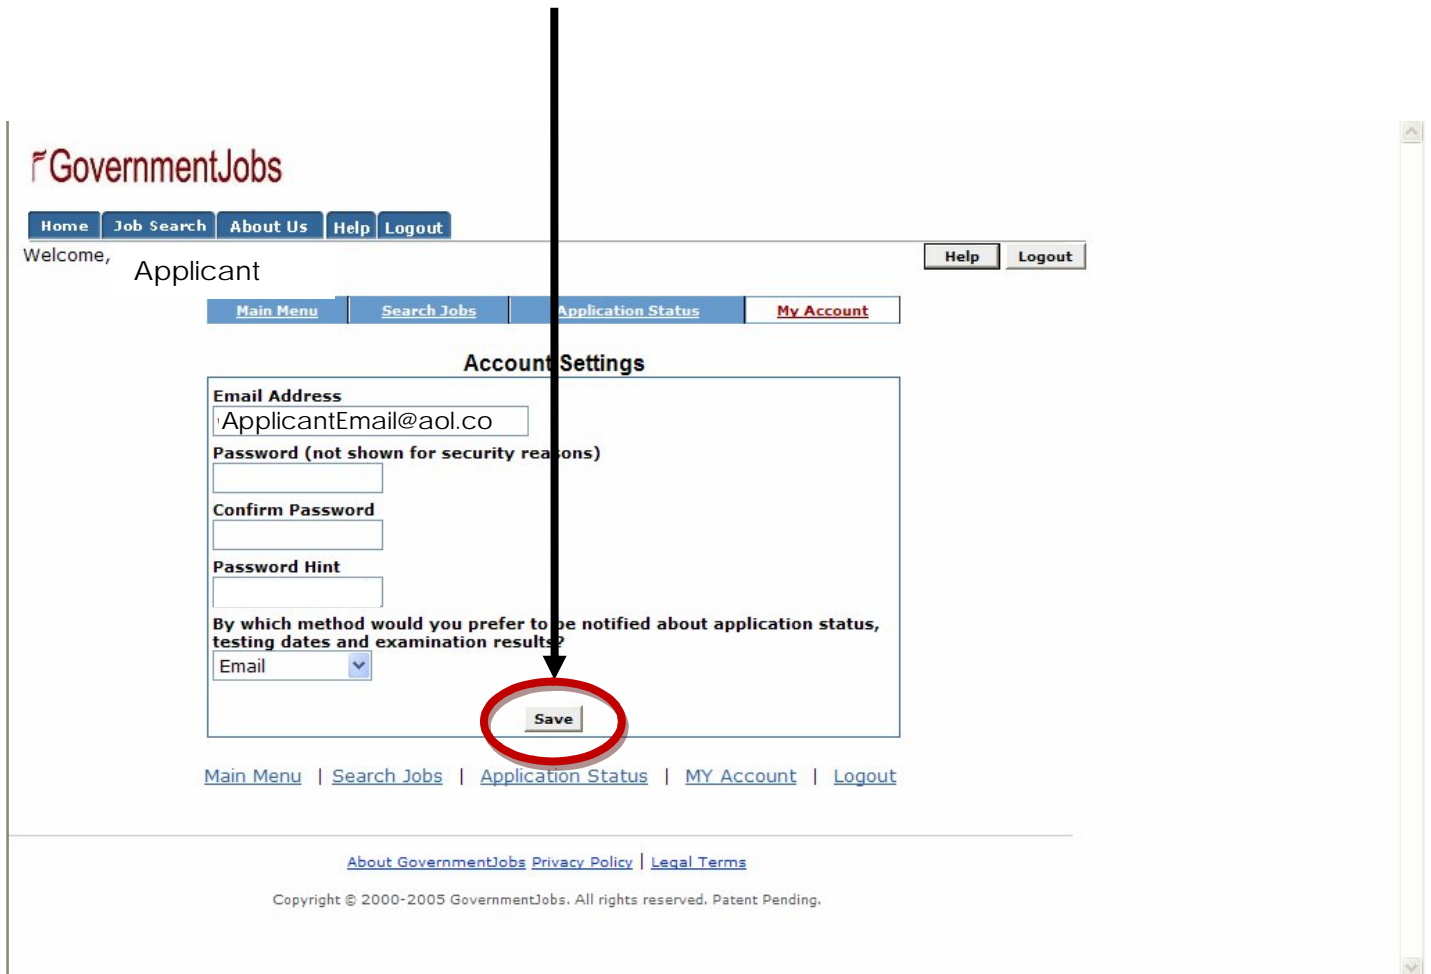 GovernmentJobs
Home Job Search About Us Help Logout
Welcome, Applicant
Help Logout
Main Menu Search Jobs Application Status My Account
Account Settings
Email Address
ApplicantEmail@aol.co
Password (not shown for security reasons)
Confirm Password
Password Hint
By which method would you prefer to be notified about application status,
testing dates and examination results?
Email
Save
Main Menu | Search Jobs | Application Status | MY Account | Logout
About GovernmentJobs Privacy Policy | Legal Terms
Copyright © 2000-2005 GovernmentJobs. All rights reserved. Patent Pending.